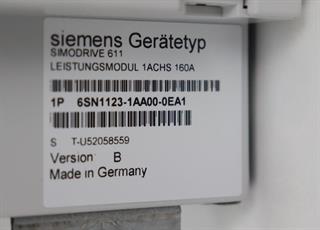 siemens Gerätetyp
SIMODRIVE 611
LEISTUNGSMODUL 1ACHS 160A
1P 6SN1123-1AA00-0EA1
S T-U52058559
Version: B
Made in Germany